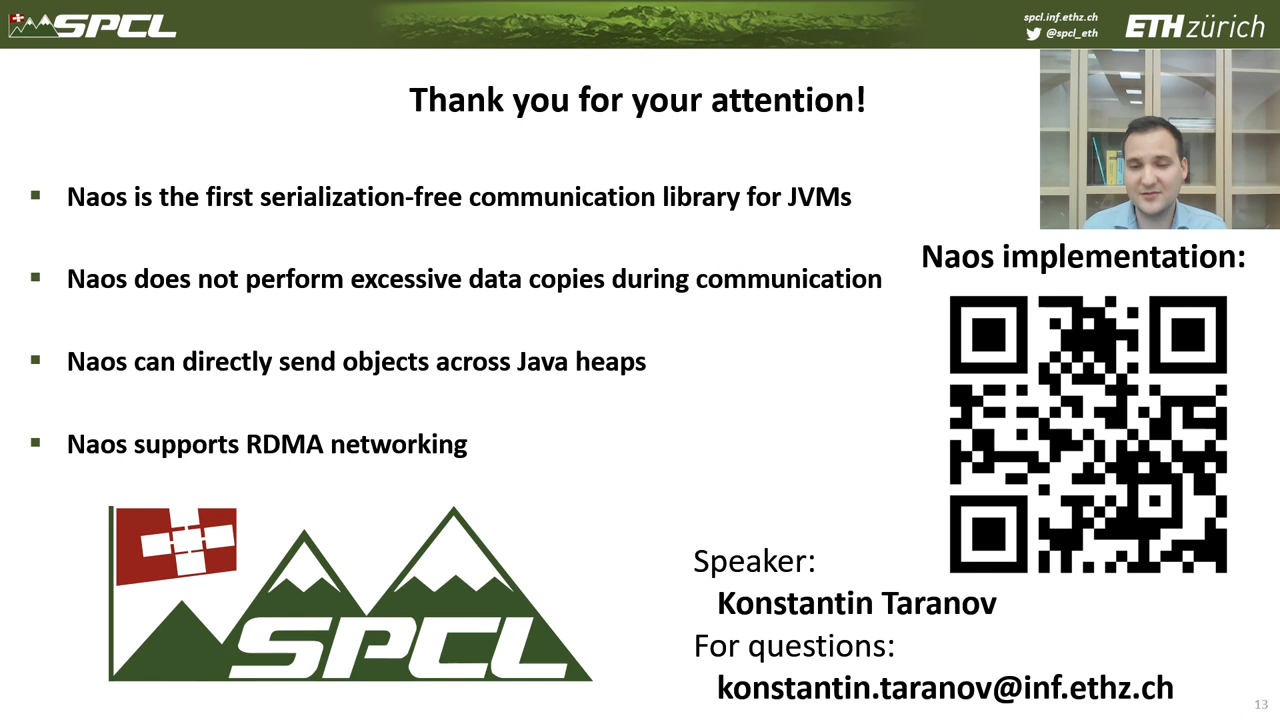 SPCL
spcl.inf.ethz.ch
@spcl_eth
ETH zürich
Thank you for your attention!
Naos is the first serialization-free communication library for JVMs
Naos does not perform excessive data copies during communication
Naos can directly send objects across Java heaps
Naos supports RDMA networking
Naos implementation:
SPCL
Speaker:
Konstantin Taranov
For questions:
konstantin.taranov@inf.ethz.ch
13